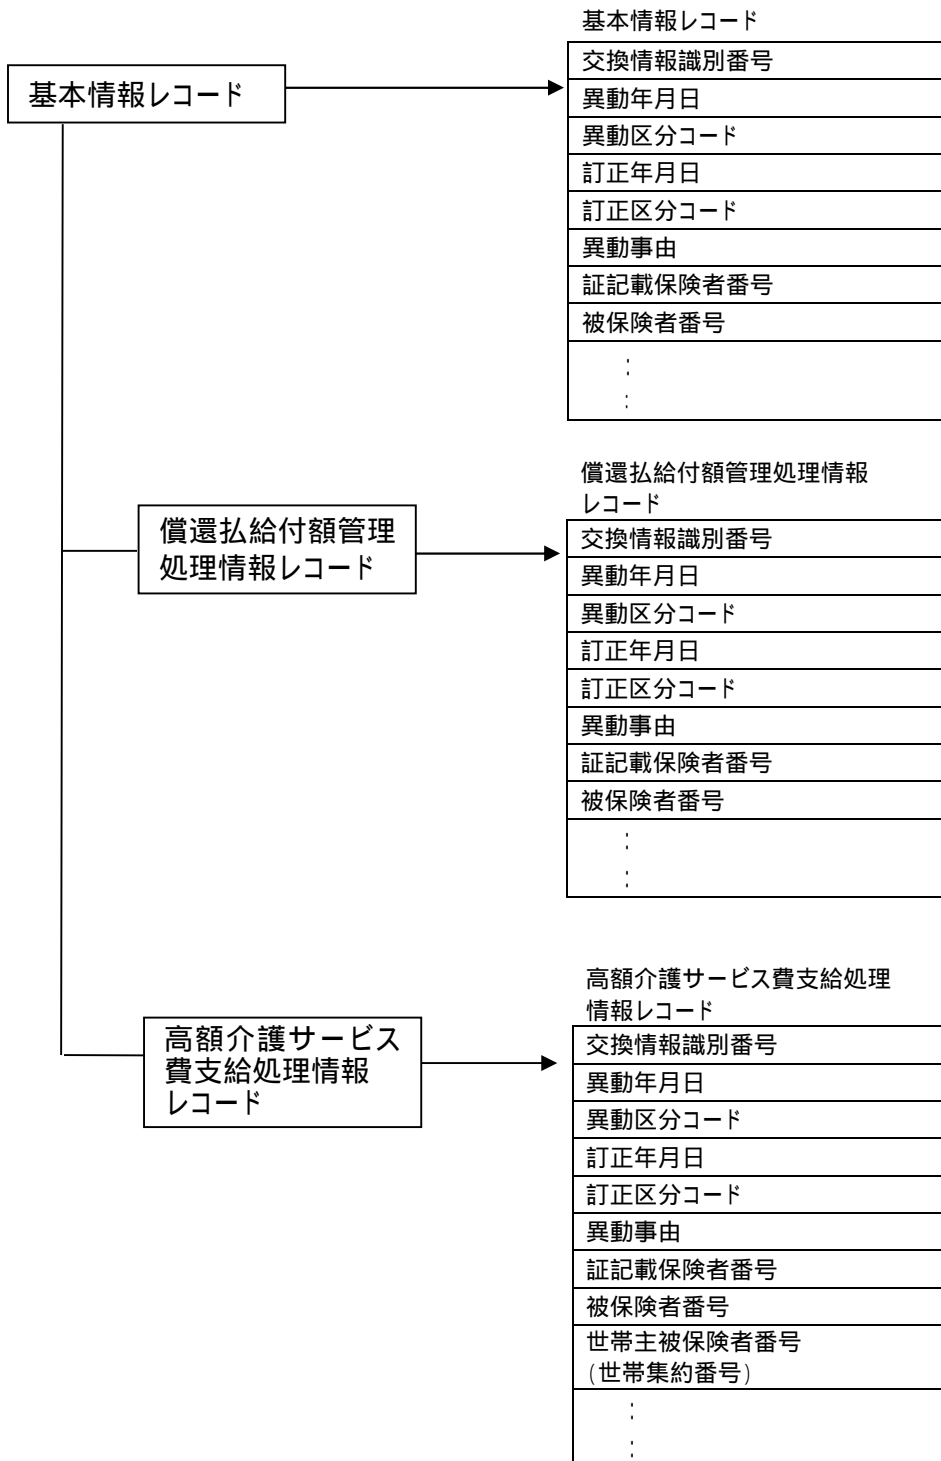 基本情報レコード
基本情報レコード
交換情報識別番号
異動年月日
異動区分コード
訂正年月日
訂正区分コード
異動事由
証記載保険者番号
被保険者番号
:
:
償還払給付額管理
処理情報レコード
償還払給付額管理処理情報
レコード
交換情報識別番号
異動年月日
異動区分コード
訂正年月日
訂正区分コード
異動事由
証記載保険者番号
被保険者番号
:
:
高額介護サービス
費支給処理情報
レコード
高額介護サービス費支給処理
情報レコード
交換情報識別番号
異動年月日
異動区分コード
訂正年月日
訂正区分コード
異動事由
証記載保険者番号
被保険者番号
世帯主被保険者番号
(世帯集約番号)
:
: